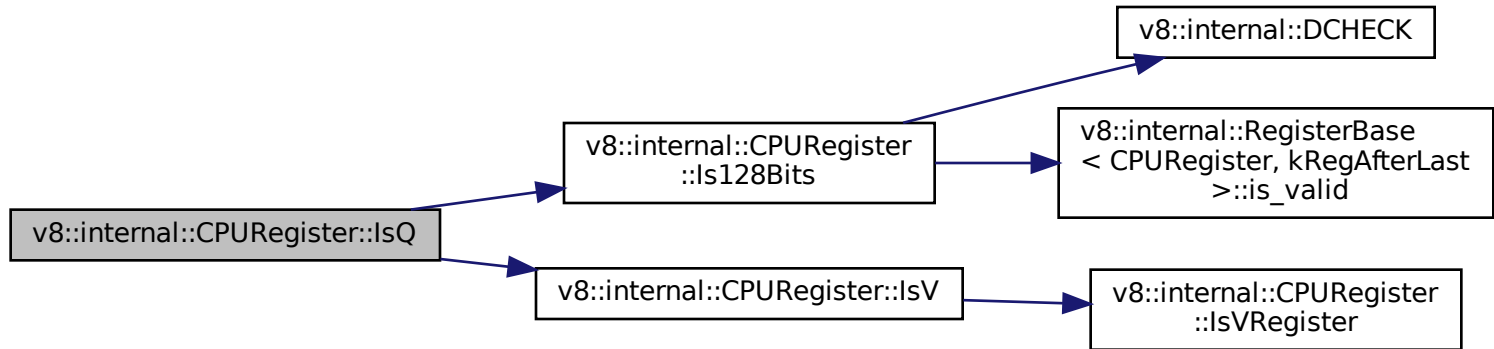 v8::internal::CPURegister::IsQ
v8::internal::CPURegister
::Is128Bits
v8::internal::DCHECK
v8::internal::RegisterBase
< CPURegister, kRegAfterLast
>::is_valid
v8::internal::CPURegister::IsV
v8::internal::CPURegister
::IsVRegister